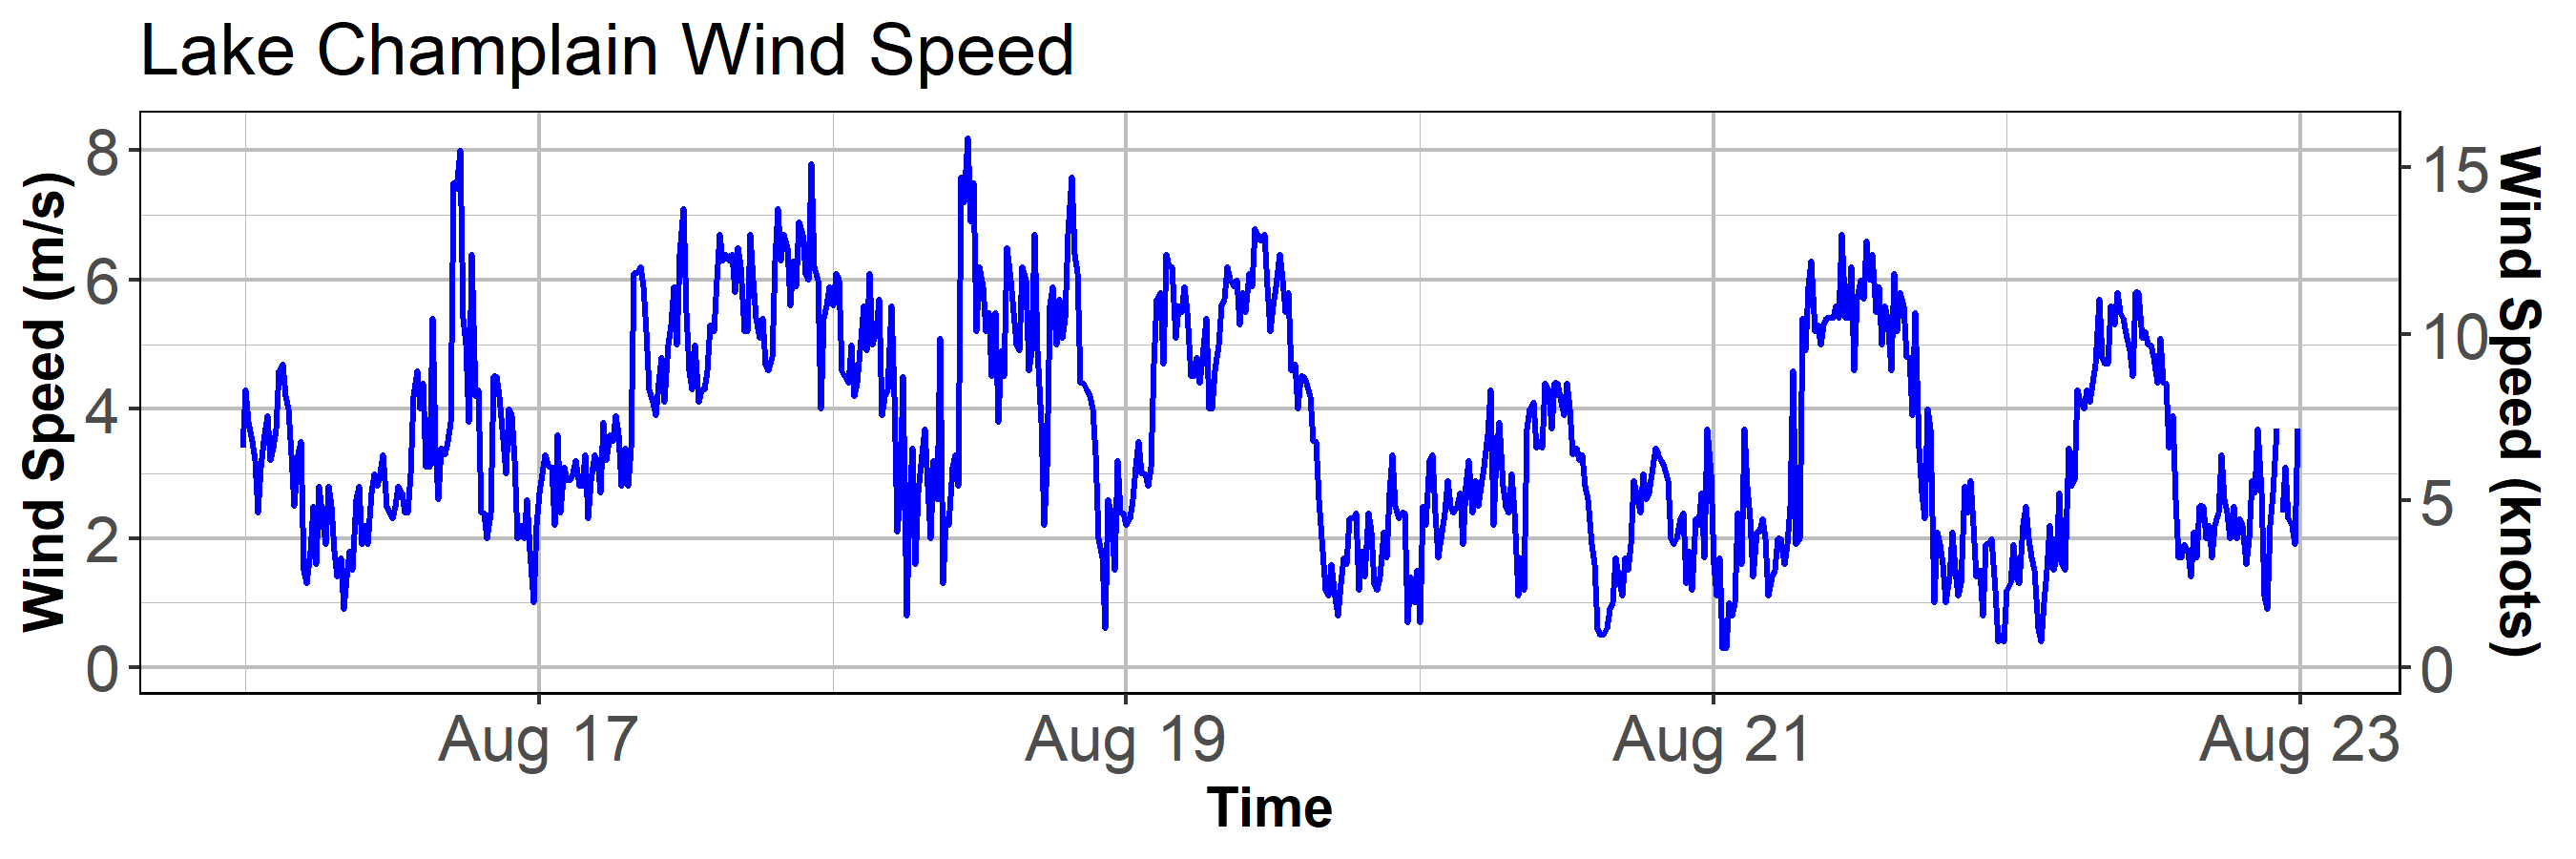 Lake Champlain Wind Speed
Wind Speed (m/s)
8
6
4
2
0
15
10
5
0
Wind Speed (knots)
Aug 17
Aug 19
Aug 21
Aug 23
Time